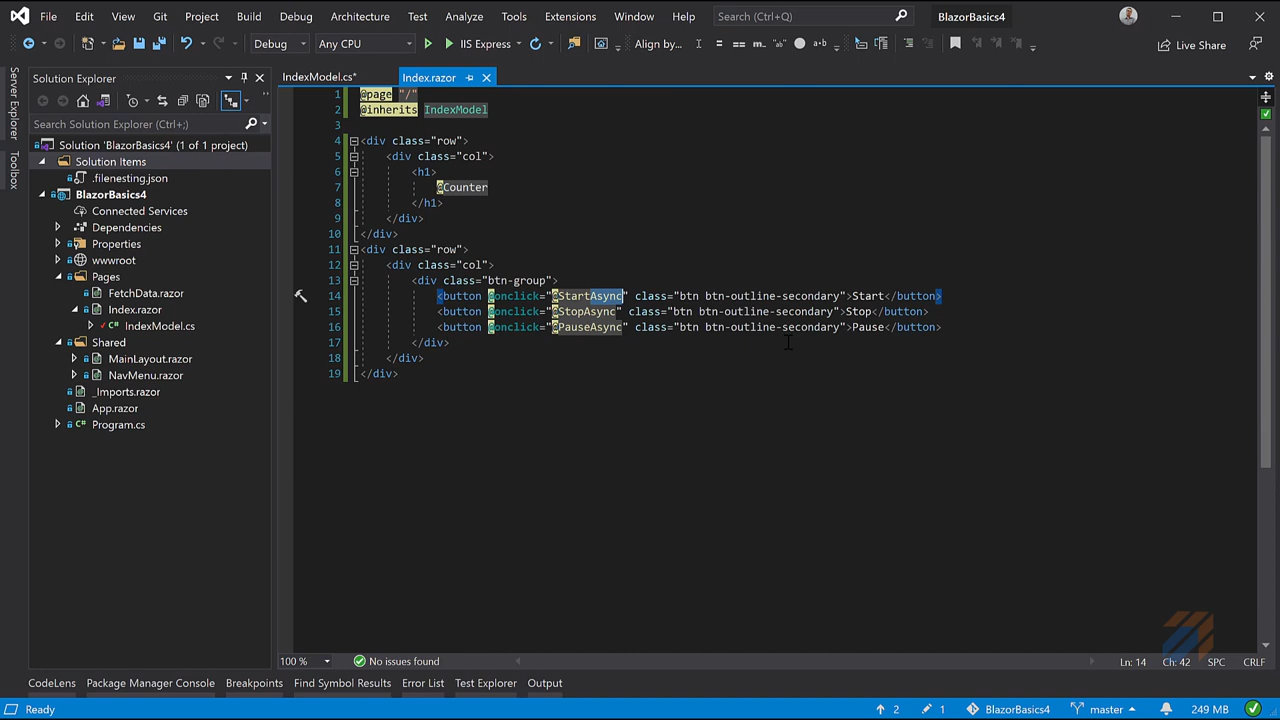 File Edit View Git Project Build Debug Architecture Test Analyze Tools Extensions Window Help Search (Ctrl+Q) BlazorBasics4
Debug Any CPU IIS Express Align by... Live Share
Server Explorer
Toolbox
Solution Explorer
Search Solution Explorer (Ctrl+;)
Solution 'BlazorBasics4' (1 of 1 project)
Solution Items
.filenesting.json
BlazorBasics4
Connected Services
Dependencies
Properties
wwwroot
Pages
FetchData.razor
Index.razor
IndexModel.cs
Shared
MainLayout.razor
NavMenu.razor
_Imports.razor
App.razor
Program.cs
IndexModel.cs* Index.razor
1 @page "/"
2 @inherits IndexModel
3
4 <div class="row">
5 <div class="col">
6 <h1>
7 @Counter
8 </h1>
9 </div>
10 </div>
11 <div class="row">
12 <div class="col">
13 <div class="btn-group">
14 <button @onclick="@StartAsync" class="btn btn-outline-secondary">Start</button>
15 <button @onclick="@StopAsync" class="btn btn-outline-secondary">Stop</button>
16 <button @onclick="@PauseAsync" class="btn btn-outline-secondary">Pause</button>
17 </div>
18 </div>
19 </div>
100 % No issues found Ln: 14 Ch: 42 SPC CRLF
CodeLens Package Manager Console Breakpoints Find Symbol Results Error List Test Explorer Output
Ready 2 1 BlazorBasics4 master 249 MB